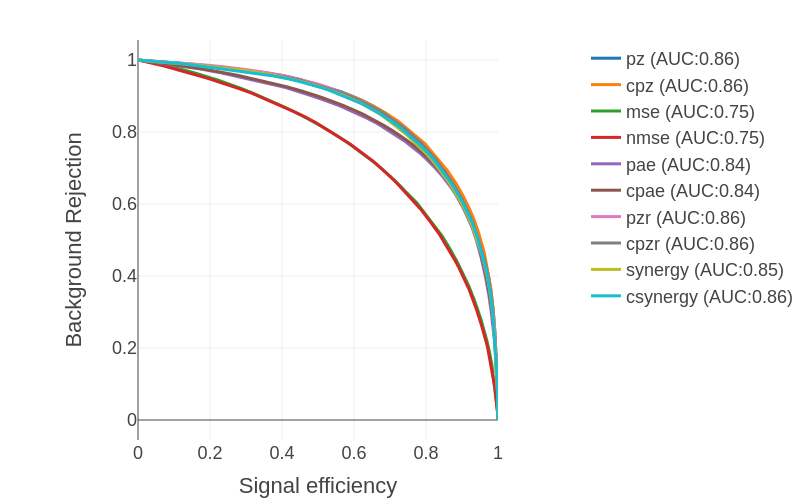 1
0.8
0.6
0.4
0.2
0
Background Rejection
0 0.2 0.4 0.6 0.8 1
Signal efficiency
pz (AUC:0.86)
cpz (AUC:0.86)
mse (AUC:0.75)
nmse (AUC:0.75)
pae (AUC:0.84)
cpae (AUC:0.84)
pzr (AUC:0.86)
cpzr (AUC:0.86)
synergy (AUC:0.85)
csynergy (AUC:0.86)